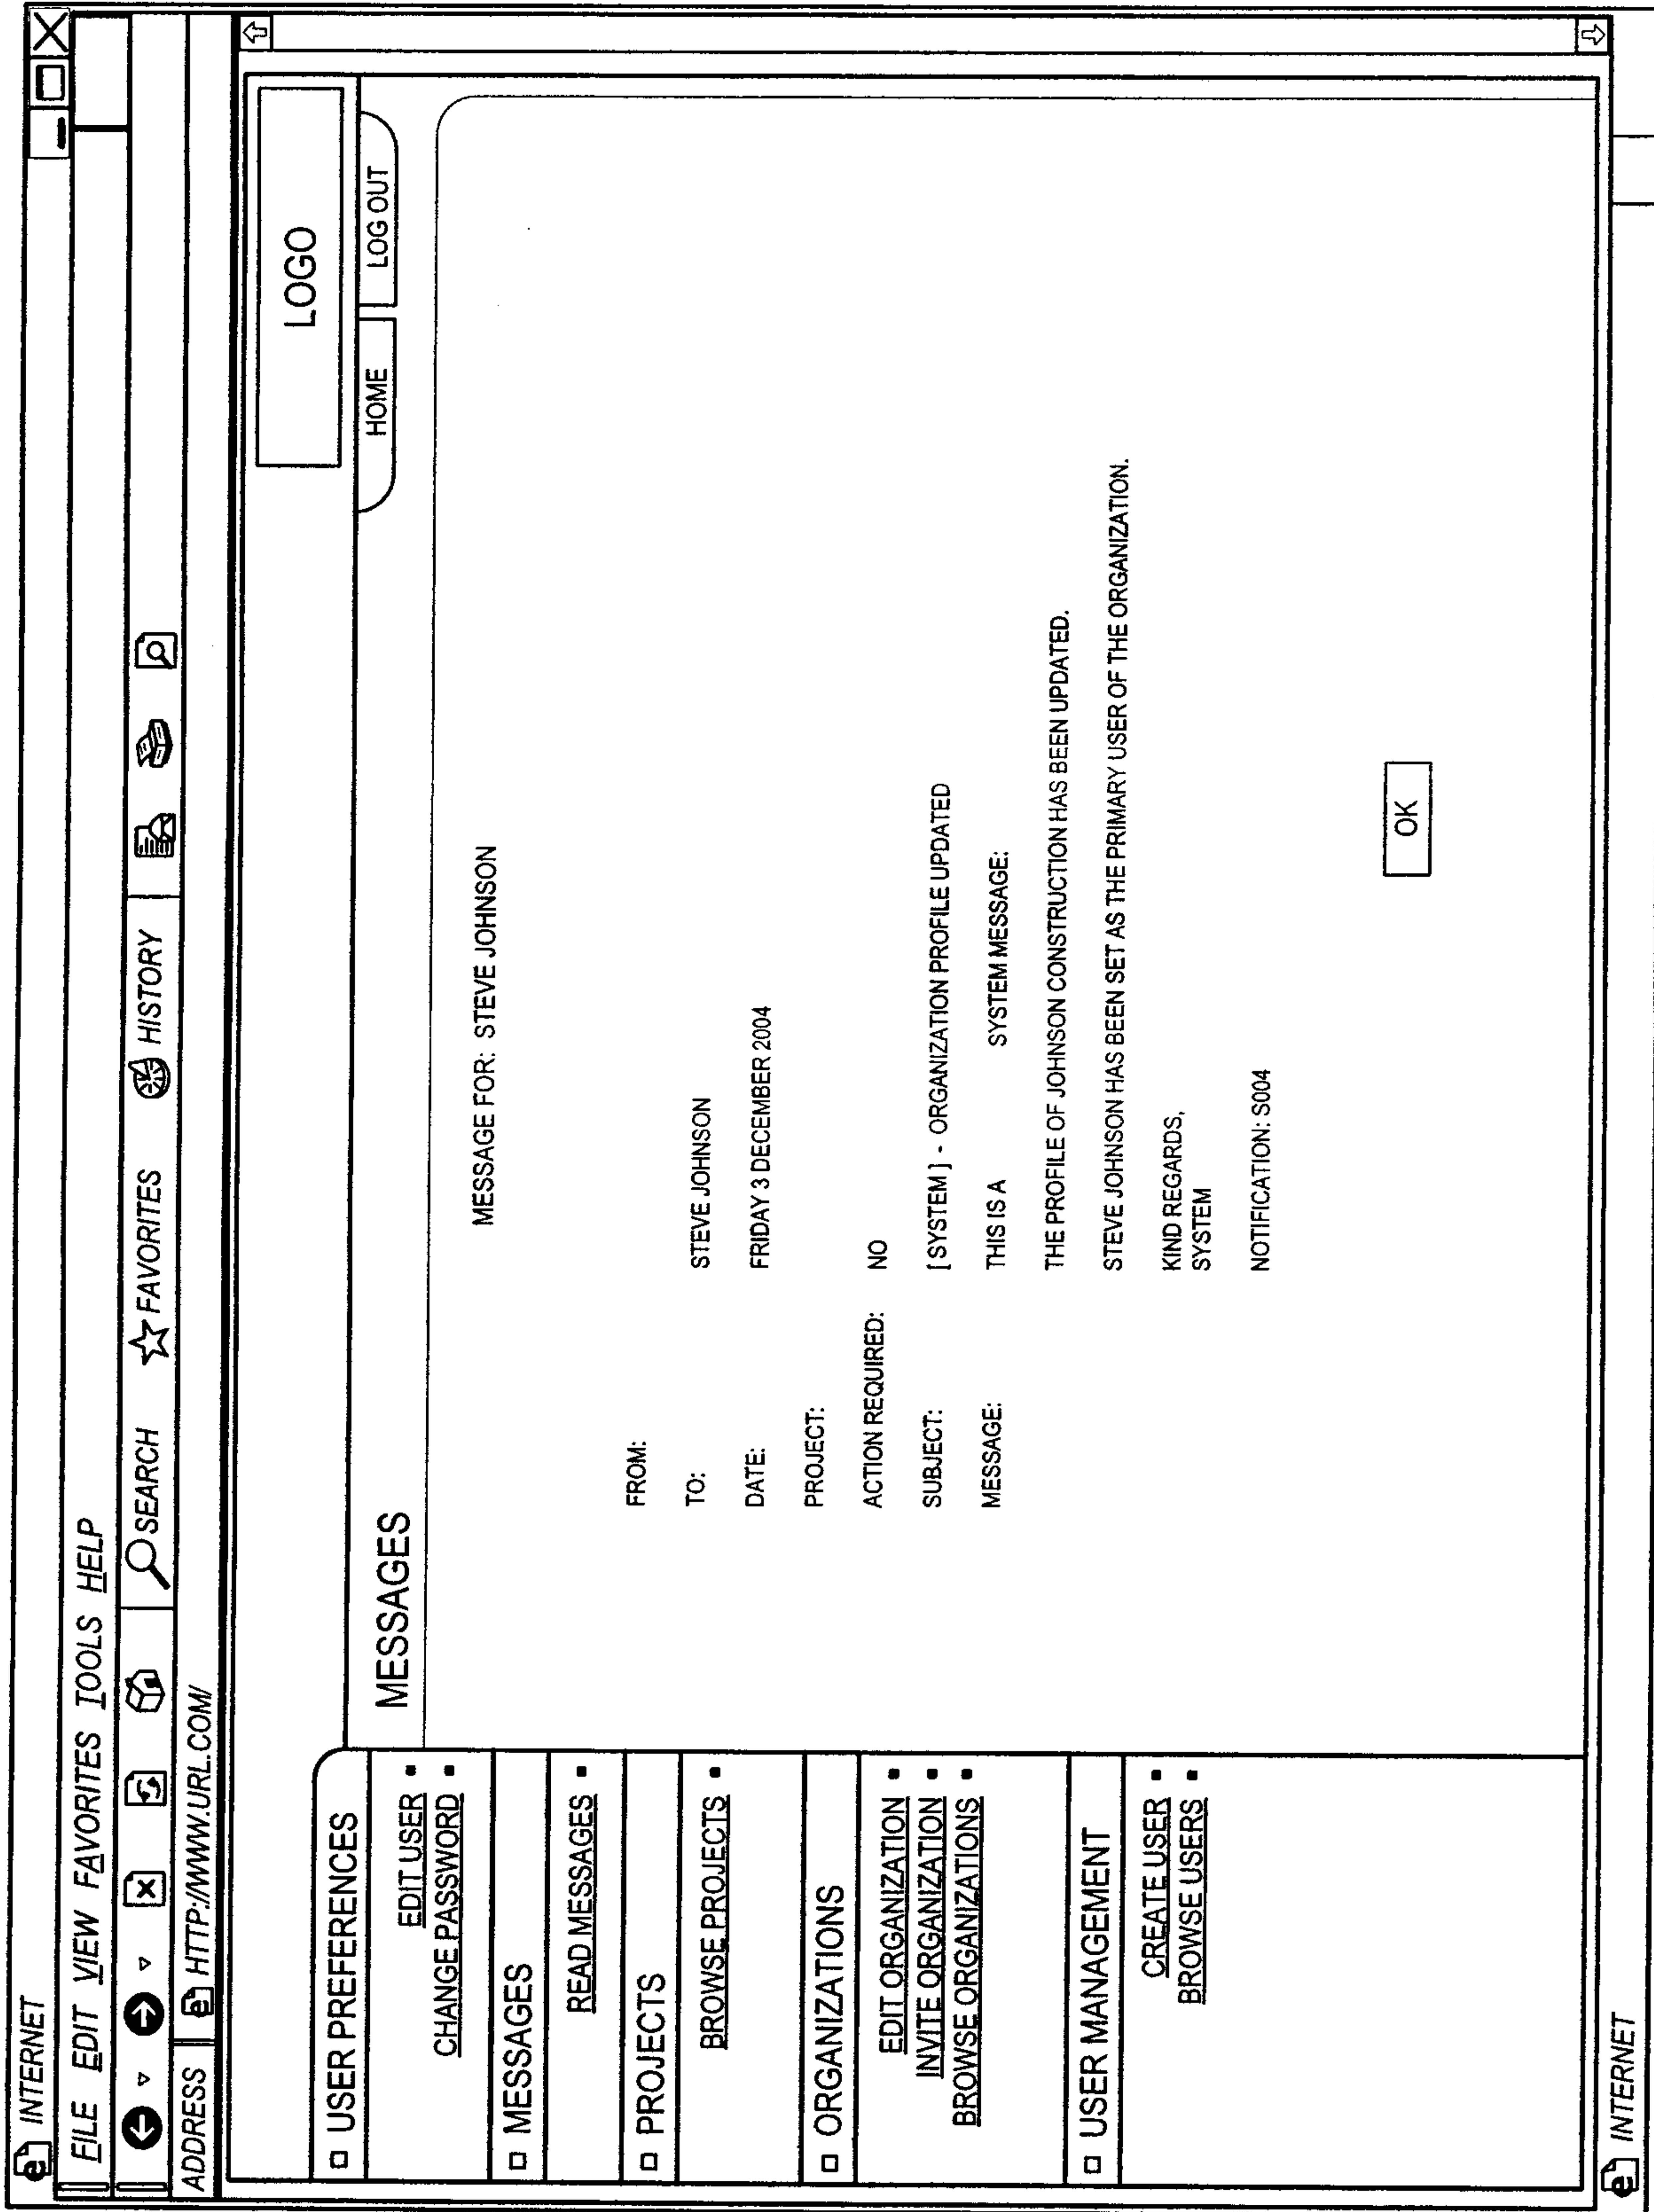 INTERNET
FILE EDIT VIEW FAVORITES TOOLS HELP
SEARCH FAVORITES HISTORY
ADDRESS HTTP://WWW.URL.COM/
LOGO
HOME LOG OUT
USER PREFERENCES
EDIT USER
CHANGE PASSWORD
MESSAGES
READ MESSAGES
PROJECTS
BROWSE PROJECTS
ORGANIZATIONS
EDIT ORGANIZATION
INVITE ORGANIZATION
BROWSE ORGANIZATIONS
USER MANAGEMENT
CREATE USER
BROWSE USERS
MESSAGES
MESSAGE FOR: STEVE JOHNSON
FROM:
TO: STEVE JOHNSON
DATE: FRIDAY 3 DECEMBER 2004
PROJECT:
ACTION REQUIRED: NO
SUBJECT: [SYSTEM] - ORGANIZATION PROFILE UPDATED
MESSAGE: THIS IS A SYSTEM MESSAGE:
THE PROFILE OF JOHNSON CONSTRUCTION HAS BEEN UPDATED.
STEVE JOHNSON HAS BEEN SET AS THE PRIMARY USER OF THE ORGANIZATION.
KIND REGARDS,
SYSTEM
NOTIFICATION: S004
OK
INTERNET